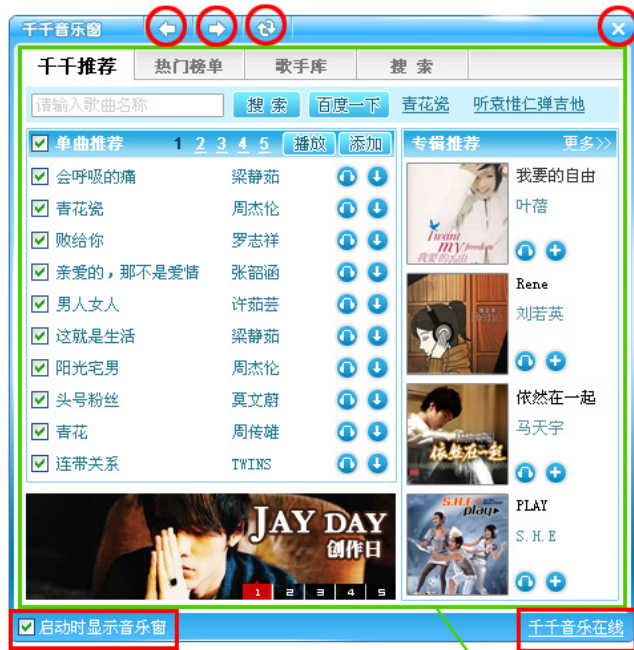 千千音乐窗
千千推荐 热门榜单 歌手库 搜 索
请输入歌曲名称 搜 索 百度一下 青花瓷 听袁惟仁弹吉他
单曲推荐 1 2 3 4 5 播放 添加
会呼吸的痛 梁静茹
青花瓷 周杰伦
败给你 罗志祥
亲爱的，那不是爱情 张韶涵
男人女人 许茹芸
这就是生活 梁静茹
阳光宅男 周杰伦
头号粉丝 莫文蔚
青花 周传雄
连带关系 TWINS
JAY DAY
创作日
1 2 3 4 5
专辑推荐 更多>>
I want
MY freedom
我要的自由
我要的自由
叶蓓
Rene
Rene
刘若英
依然在一起
依然在一起
马天宇
S.H.E
play
PLAY
S.H.E
启动时显示音乐窗 千千音乐在线